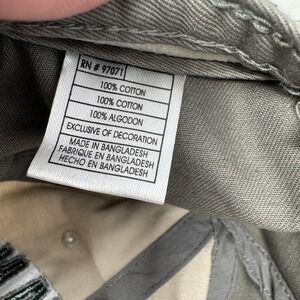 RN # 97071
100% COTTON
100% COTTON
100% ALGODON
EXCLUSIVE OF DECORATION
MADE IN BANGLADESH
FABRIQUE EN BANGLADESH
HECHO EN BANGLADESH